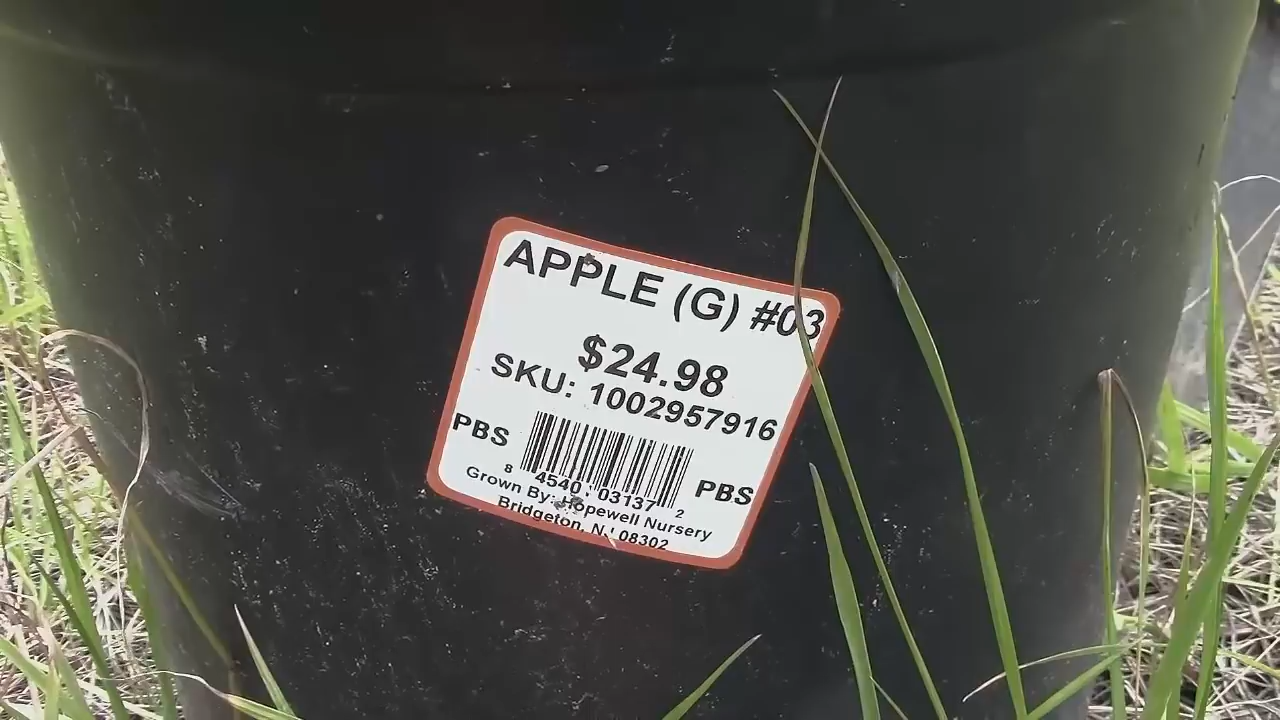 APPLE (G) #03
$24.98
SKU: 1002957916
PBS
8 4540 03137 2
PBS
Grown By: Hopewell Nursery
Bridgeton, NJ 08302